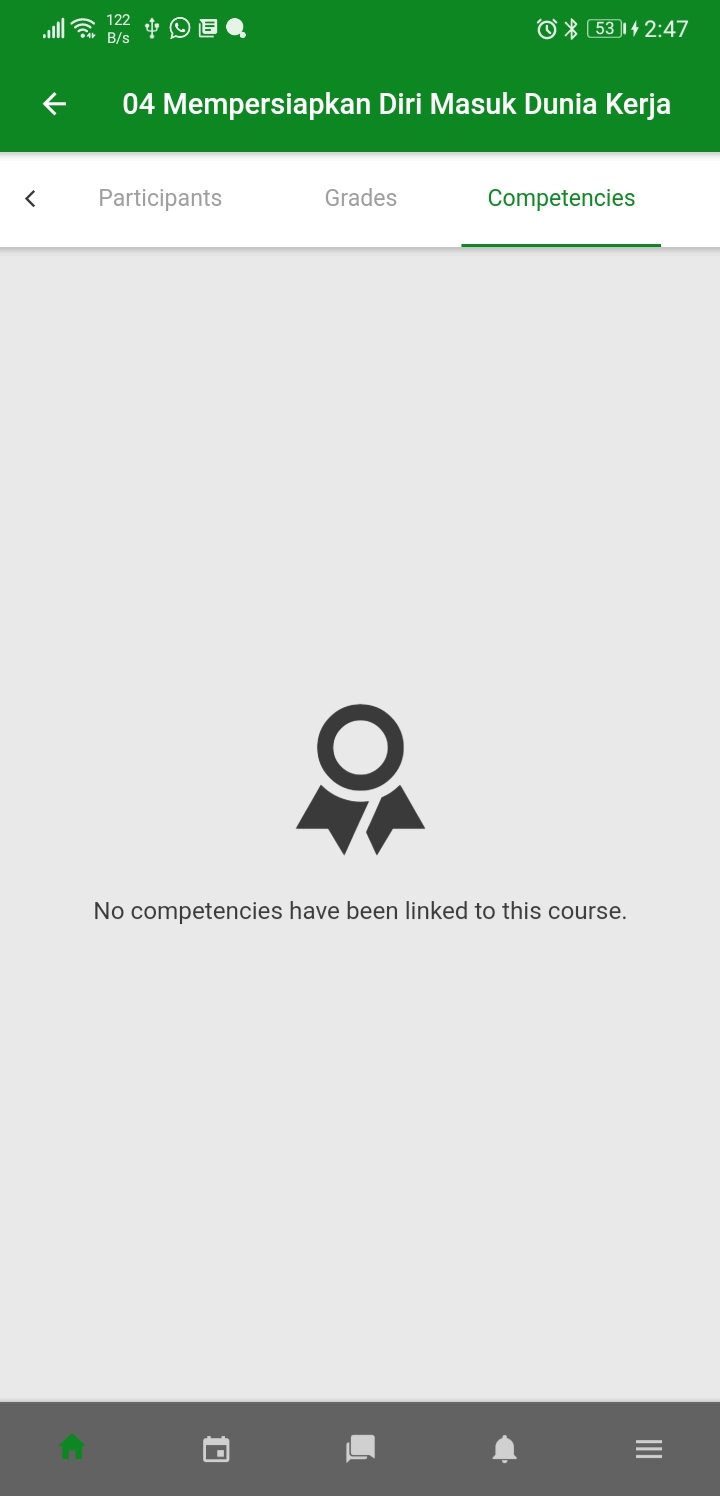 122
B/s
53
2:47
04 Mempersiapkan Diri Masuk Dunia Kerja
Participants
Grades
Competencies
No competencies have been linked to this course.